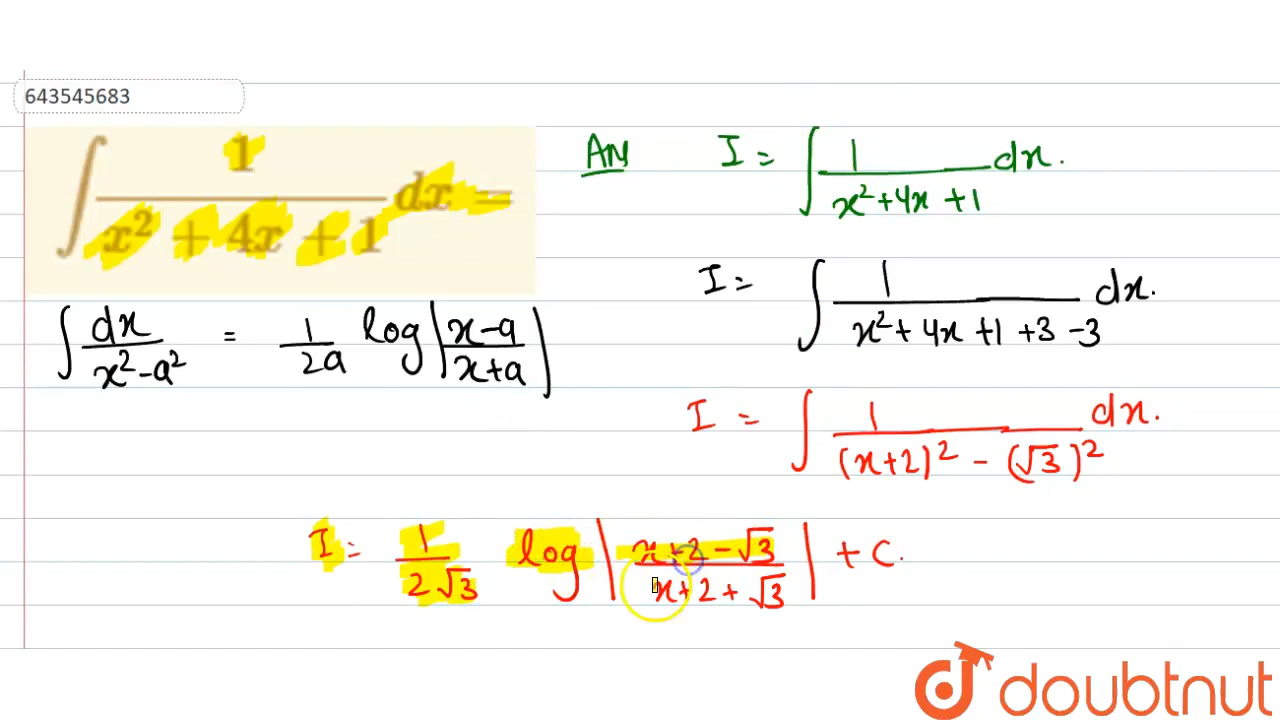 643545683
∫ 1/(x² + 4x + 1) dx =
Ans I = ∫ 1/(x²+4x+1) dx.
I = ∫ 1/(x²+4x+1+3-3) dx.
∫ dx/(x²-a²) = 1/2a log|(x-a)/(x+a)|
I = ∫ 1/((x+2)² - (√3)²) dx.
I = 1/(2√3) log|(x+2-√3)/(x+2+√3)| + C.
doubtnut